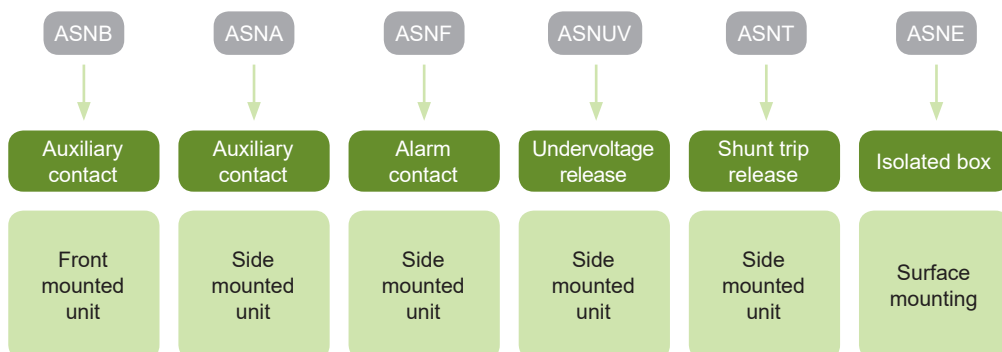 ASNB
ASNA
ASNF
ASNUV
ASNT
ASNE
Auxiliary
contact
Auxiliary
contact
Alarm
contact
Undervoltage
release
Shunt trip
release
Isolated box
Front
mounted
unit
Side
mounted
unit
Side
mounted
unit
Side
mounted
unit
Side
mounted
unit
Surface
mounting